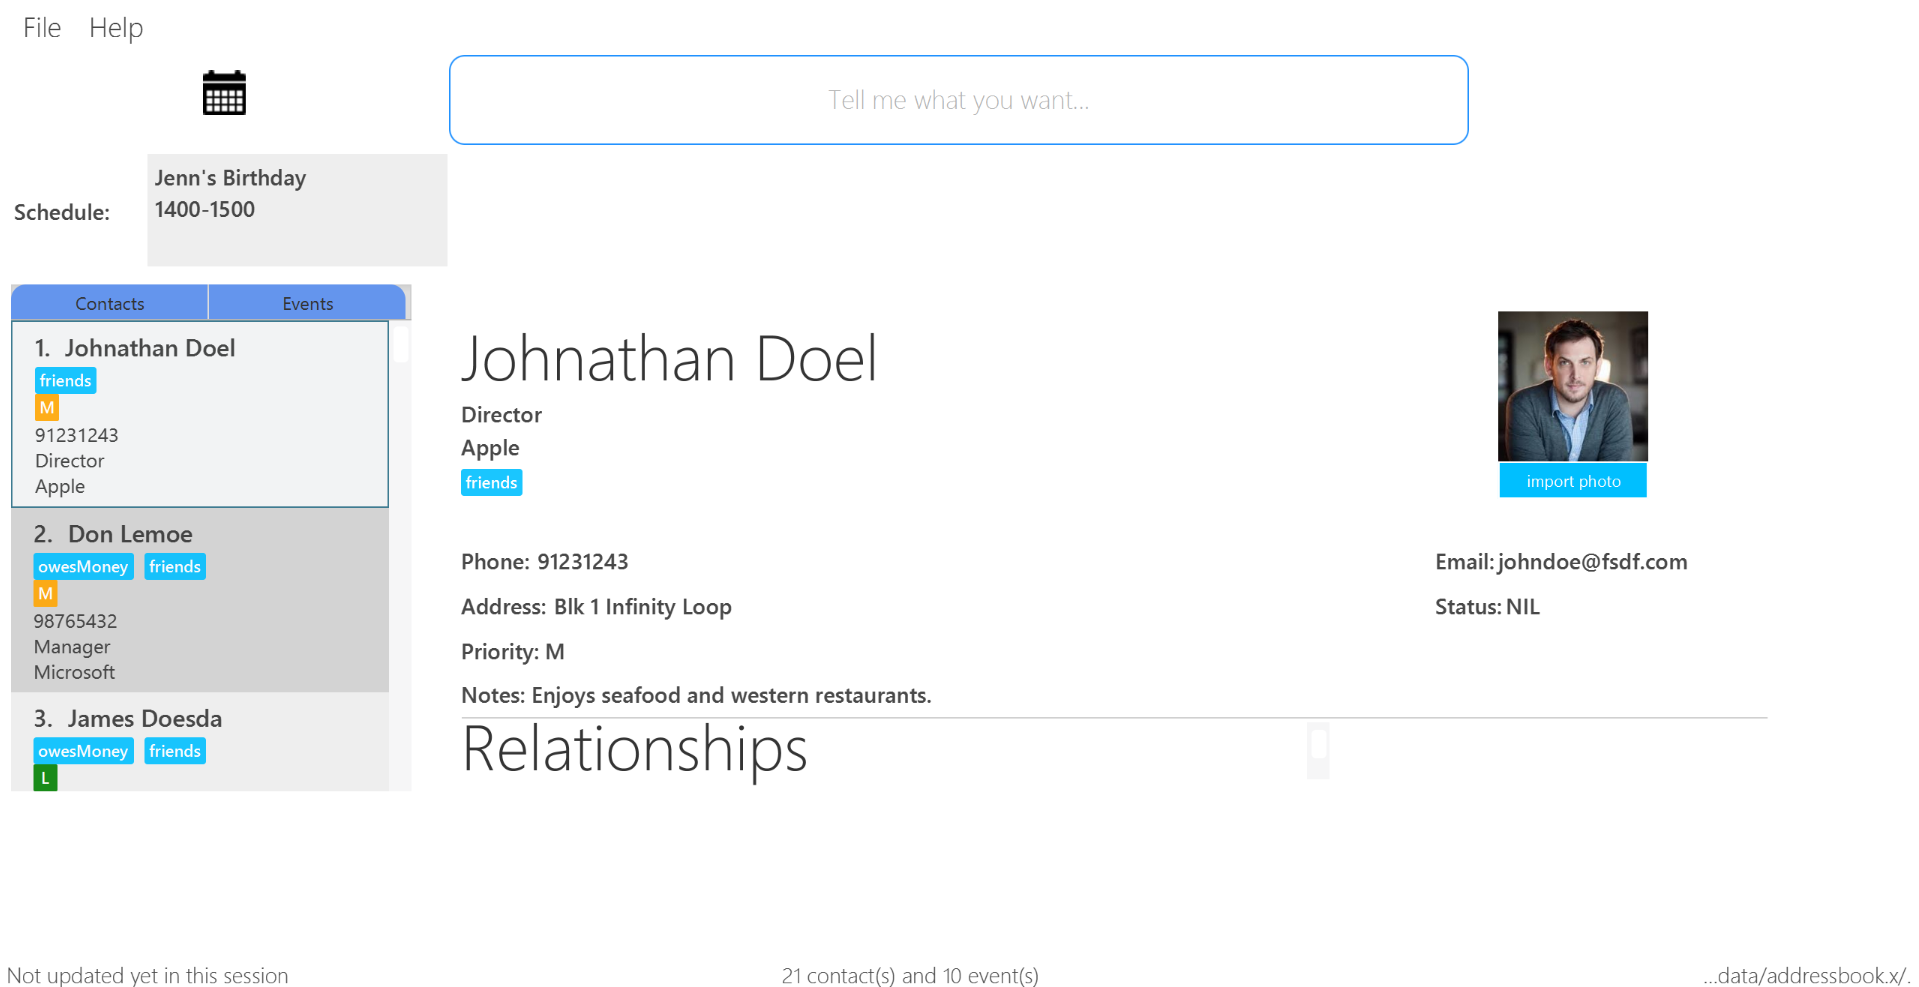 File Help
Tell me what you want...
Schedule:
Jenn's Birthday
1400-1500
Contacts Events
1. Johnathan Doel
friends
M
91231243
Director
Apple
2. Don Lemoe
owesMoney friends
M
98765432
Manager
Microsoft
3. James Doesda
owesMoney friends
L
Johnathan Doel
Director
Apple
friends
import photo
Phone: 91231243
Email: johndoe@fsdf.com
Address: Blk 1 Infinity Loop
Status: NIL
Priority: M
Notes: Enjoys seafood and western restaurants.
Relationships
Not updated yet in this session
21 contact(s) and 10 event(s)
...data/addressbook.x/.